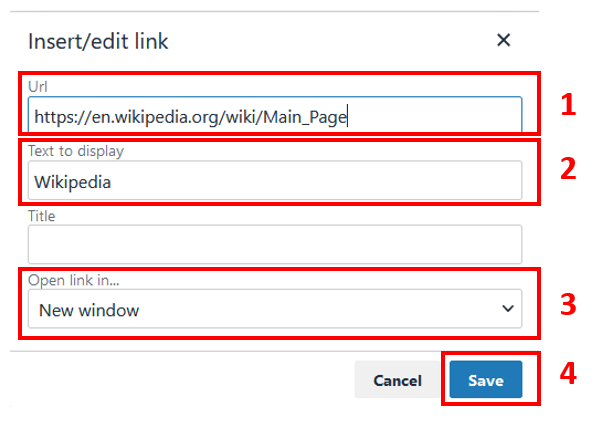 Insert/edit link
Url
1
https://en.wikipedia.org/wiki/Main_Page
Text to display
2
Wikipedia
Title
Open link in...
3
New window
Cancel
Save
4